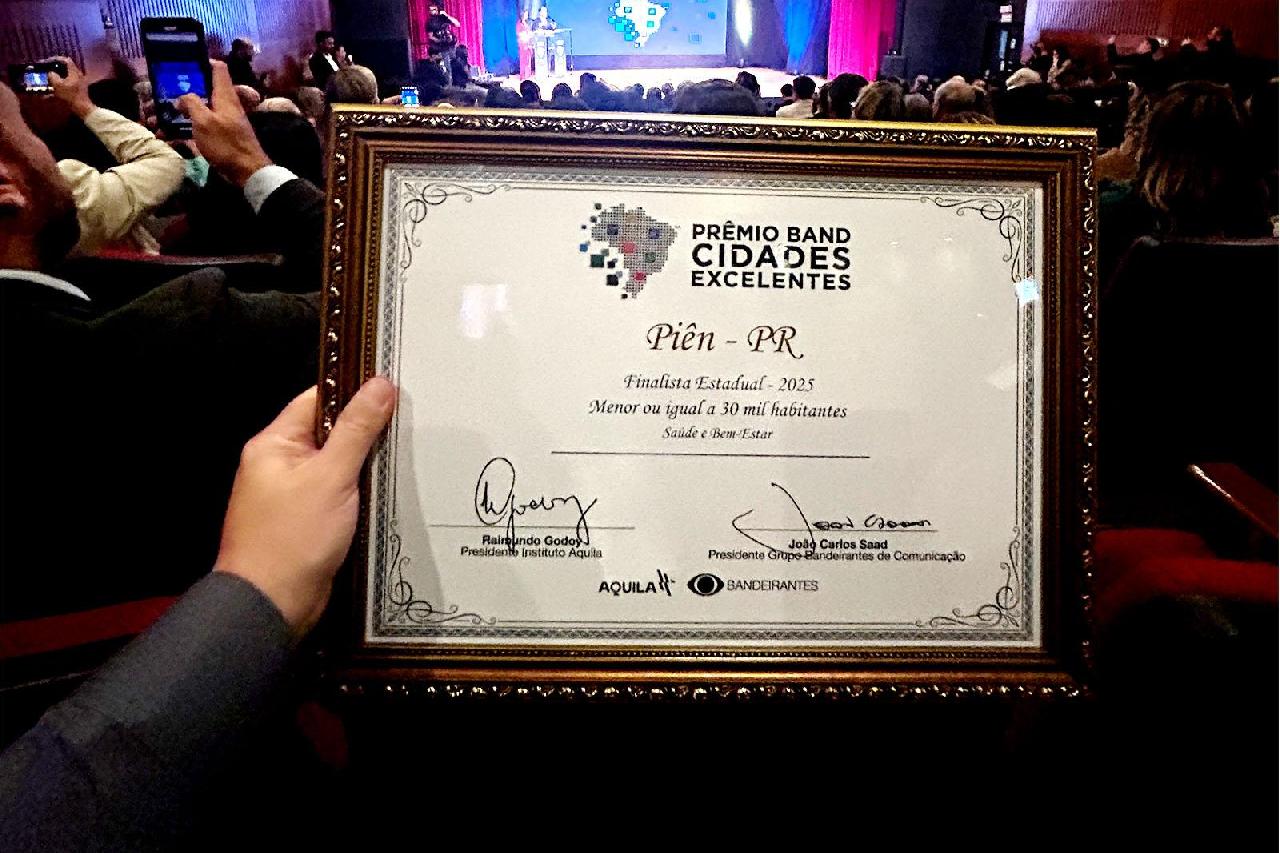 PRÊMIO BAND
CIDADES
EXCELENTES
Piên - PR
Finalista Estadual - 2025
Menor ou igual a 30 mil habitantes
Saúde e Bem-Estar
Raimundo Godoy
Presidente Instituto Aquila
João Carlos Saad
Presidente Grupo Bandeirantes de Comunicação
AQUILA
BANDEIRANTES